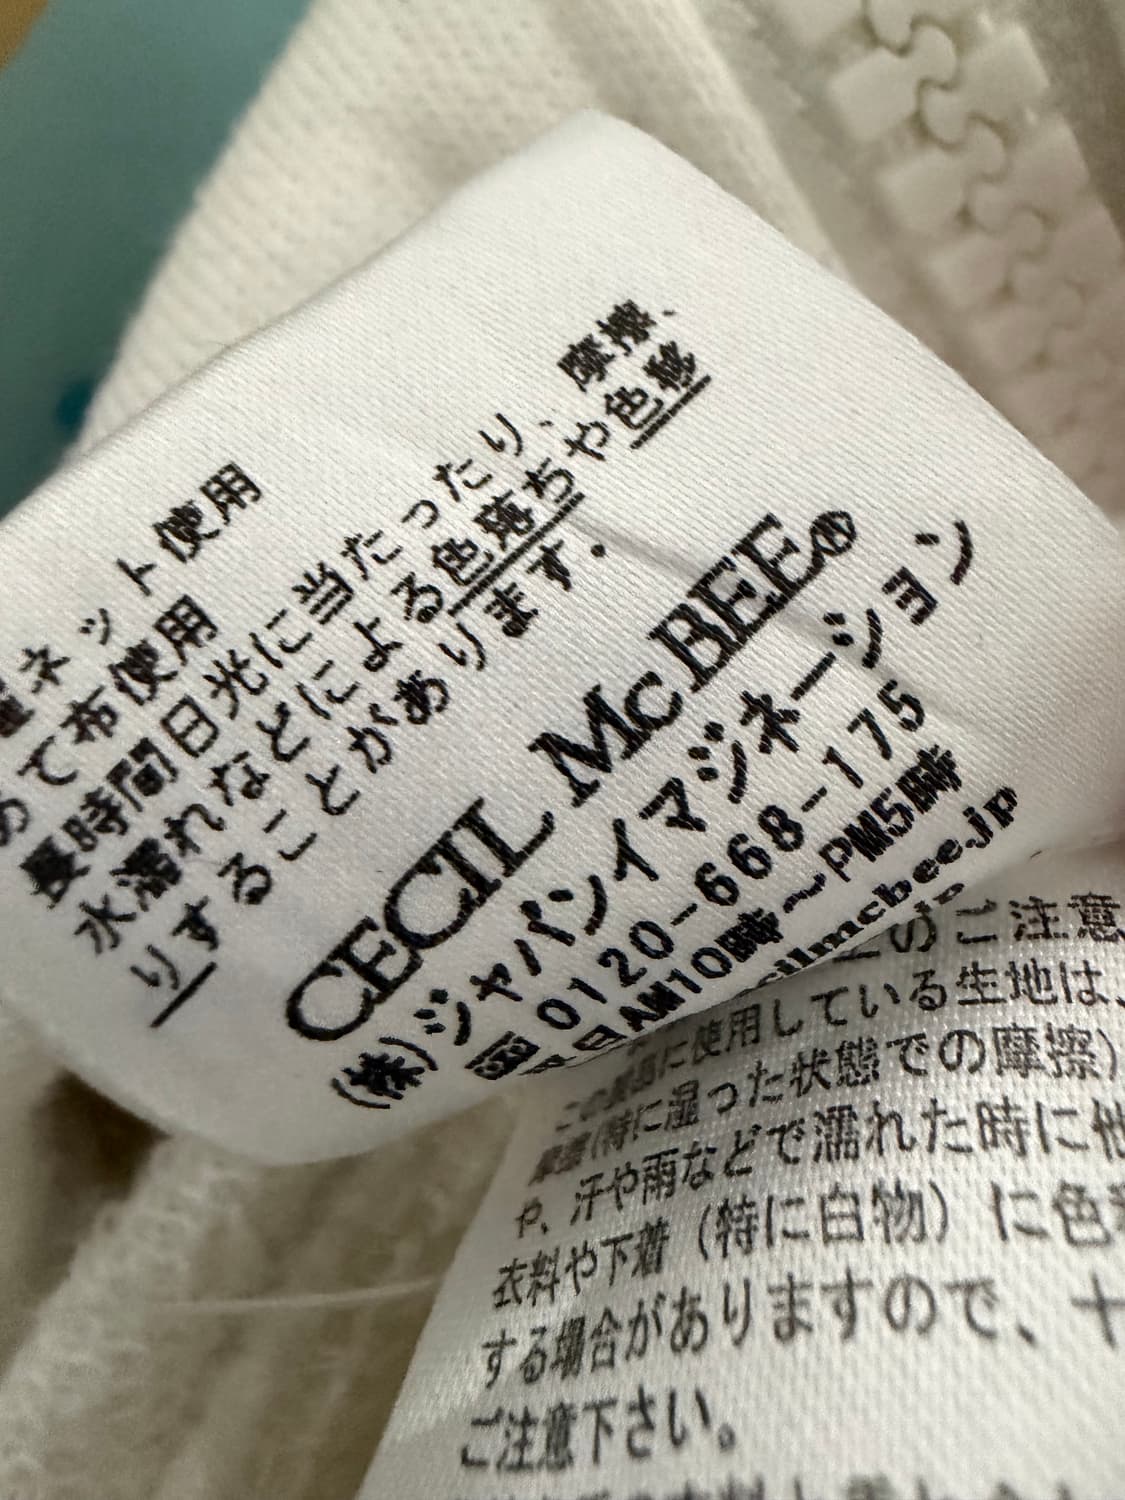 ネット使用
めて布使用
長時間日光に当たったり、摩擦、
水濡れなどによる色落ちや色移
りすることがあります。
CECIL McBEE®
(株)ジャパンイマジネーション
0120-668-175
日AM10時〜PM5時
cilmcbee.jp
のご注意
に使用している生地は、
(特に湿った状態での摩擦)
や、汗や雨などで濡れた時に他
衣料や下着(特に白物)に色
する場合がありますので、十
ご注意下さい。